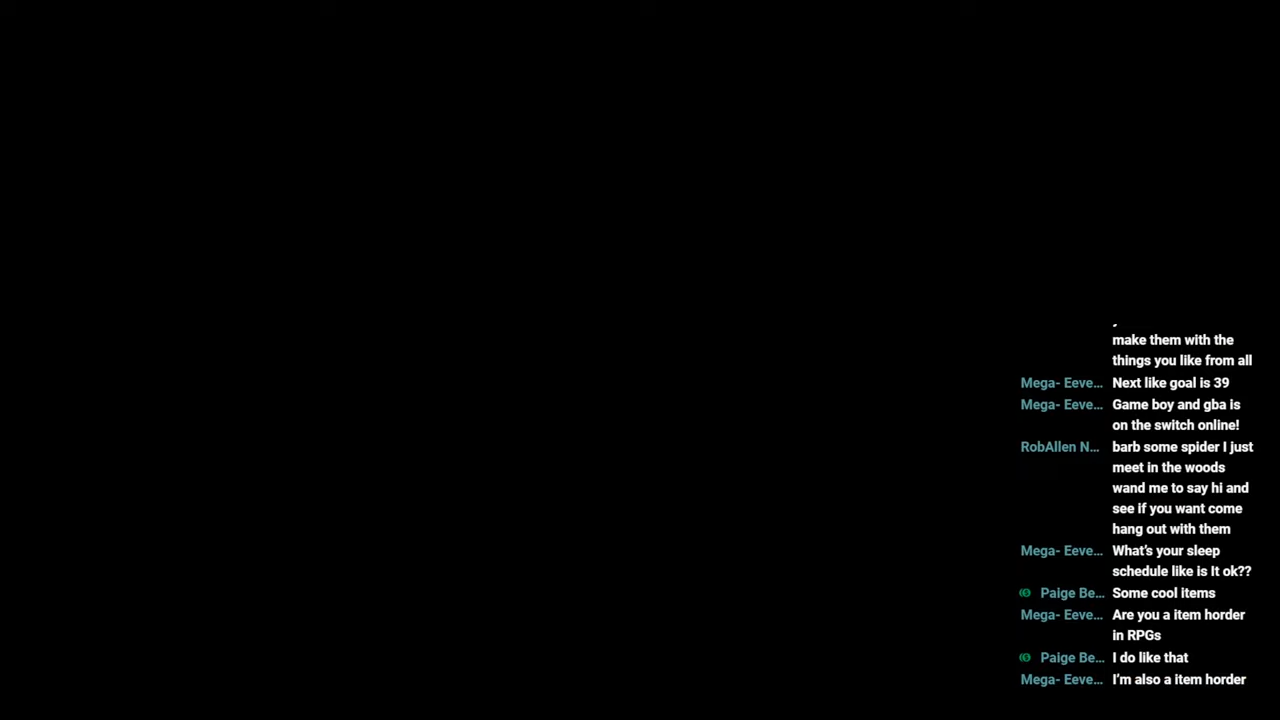 make them with the
things you like from all
Mega- Eeve... Next like goal is 39
Mega- Eeve... Game boy and gba is
on the switch online!
RobAllen N... barb some spider I just
meet in the woods
wand me to say hi and
see if you want come
hang out with them
Mega- Eeve... What's your sleep
schedule like is It ok??
Paige Be... Some cool items
Mega- Eeve... Are you a item horder
in RPGs
Paige Be... I do like that
Mega- Eeve... I'm also a item horder